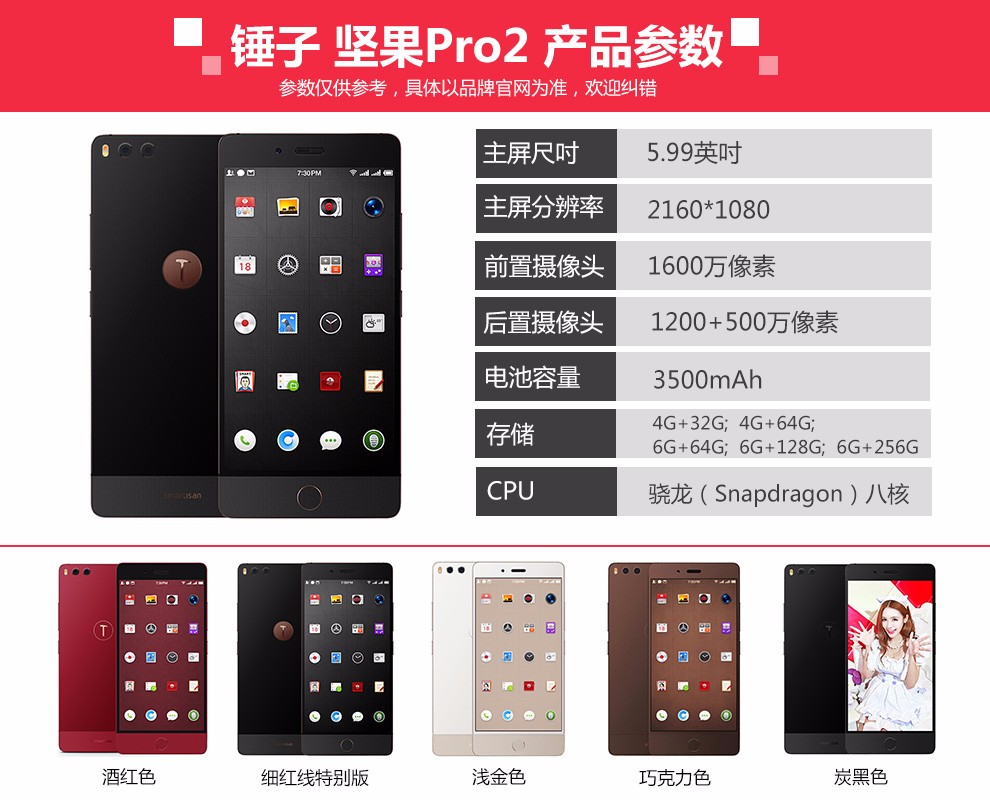 锤子 坚果Pro2 产品参数
参数仅供参考，具体以品牌官网为准，欢迎纠错
主屏尺吋 5.99英吋
主屏分辨率 2160*1080
前置摄像头 1600万像素
后置摄像头 1200+500万像素
电池容量 3500mAh
存储 4G+32G; 4G+64G;
6G+64G; 6G+128G; 6G+256G
CPU 骁龙（Snapdragon）八核
7:30PM
18
smartisan
酒红色 细红线特别版 浅金色 巧克力色 炭黑色